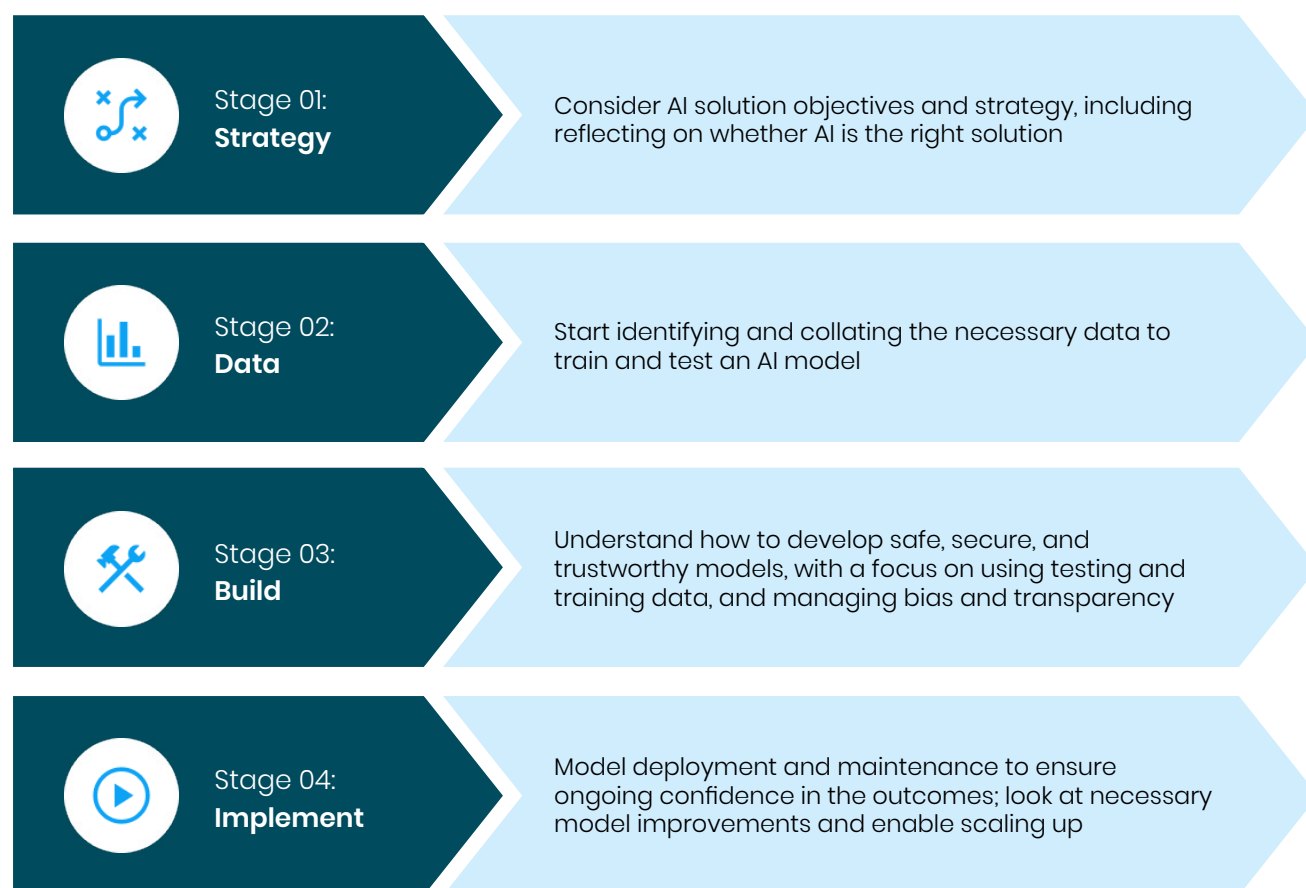 Stage 01:
Strategy
Consider AI solution objectives and strategy, including
reflecting on whether AI is the right solution
Stage 02:
Data
Start identifying and collating the necessary data to
train and test an AI model
Stage 03:
Build
Understand how to develop safe, secure, and
trustworthy models, with a focus on using testing and
training data, and managing bias and transparency
Stage 04:
Implement
Model deployment and maintenance to ensure
ongoing confidence in the outcomes; look at necessary
model improvements and enable scaling up